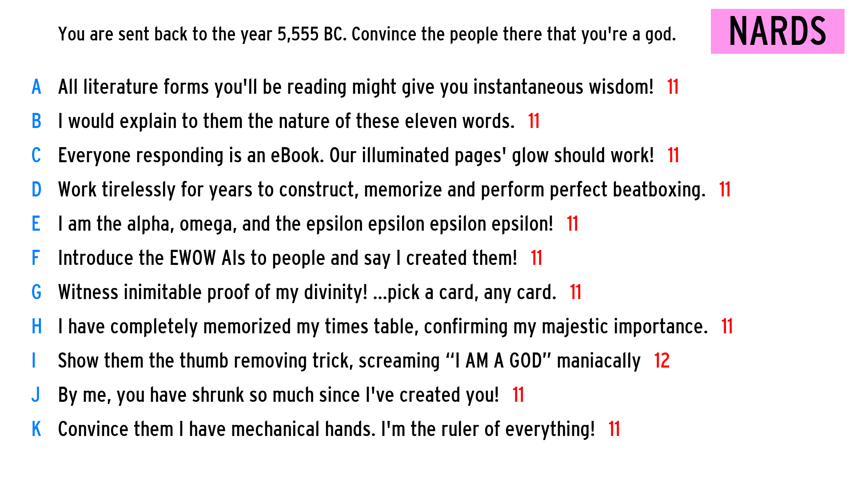 You are sent back to the year 5,555 BC. Convince the people there that you're a god.
NARDS
A All literature forms you'll be reading might give you instantaneous wisdom! 11
B I would explain to them the nature of these eleven words. 11
C Everyone responding is an eBook. Our illuminated pages' glow should work! 11
D Work tirelessly for years to construct, memorize and perform perfect beatboxing. 11
E I am the alpha, omega, and the epsilon epsilon epsilon epsilon! 11
F Introduce the EWOW AIs to people and say I created them! 11
G Witness inimitable proof of my divinity! ...pick a card, any card. 11
H I have completely memorized my times table, confirming my majestic importance. 11
I Show them the thumb removing trick, screaming “I AM A GOD” maniacally 12
J By me, you have shrunk so much since I've created you! 11
K Convince them I have mechanical hands. I'm the ruler of everything! 11